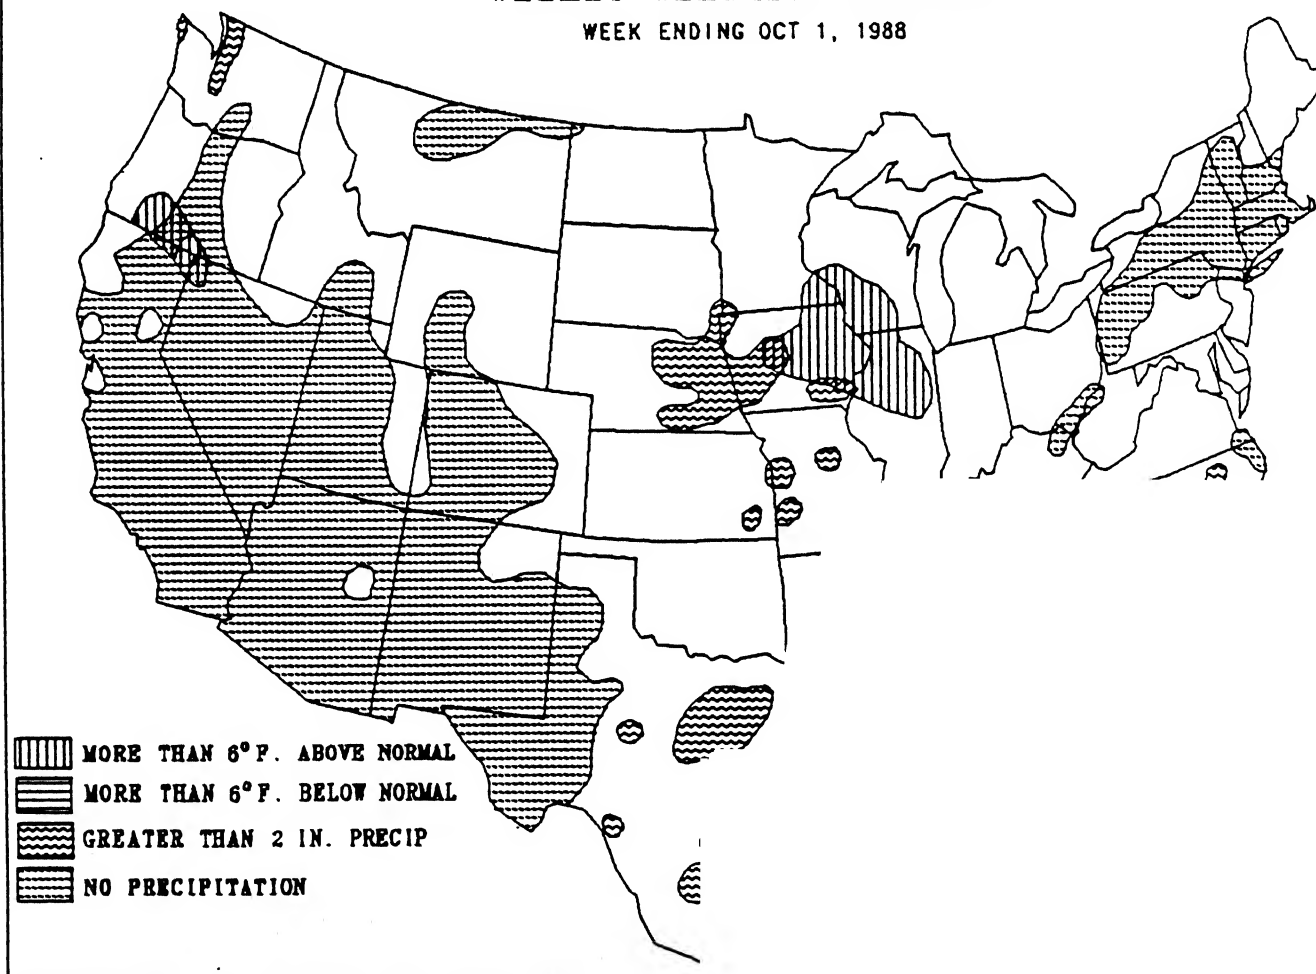 WEEK ENDING OCT 1, 1988
MORE THAN 6°F. ABOVE NORMAL
MORE THAN 6°F. BELOW NORMAL
GREATER THAN 2 IN. PRECIP
NO PRECIPITATION